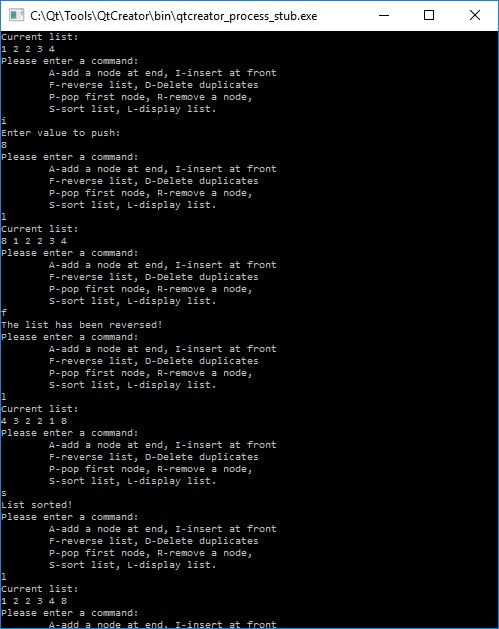 C:\Qt\Tools\QtCreator\bin\qtcreator_process_stub.exe
Current list:
1 2 2 3 4
Please enter a command:
A-add a node at end, I-insert at front
F-reverse list, D-Delete duplicates
P-pop first node, R-remove a node,
S-sort list, L-display list.
i
Enter value to push:
8
Please enter a command:
A-add a node at end, I-insert at front
F-reverse list, D-Delete duplicates
P-pop first node, R-remove a node,
S-sort list, L-display list.
l
Current list:
8 1 2 2 3 4
Please enter a command:
A-add a node at end, I-insert at front
F-reverse list, D-Delete duplicates
P-pop first node, R-remove a node,
S-sort list, L-display list.
f
The list has been reversed!
Please enter a command:
A-add a node at end, I-insert at front
F-reverse list, D-Delete duplicates
P-pop first node, R-remove a node,
S-sort list, L-display list.
l
Current list:
4 3 2 2 1 8
Please enter a command:
A-add a node at end, I-insert at front
F-reverse list, D-Delete duplicates
P-pop first node, R-remove a node,
S-sort list, L-display list.
s
List sorted!
Please enter a command:
A-add a node at end, I-insert at front
F-reverse list, D-Delete duplicates
P-pop first node, R-remove a node,
S-sort list, L-display list.
l
Current list:
1 2 2 3 4 8
Please enter a command:
A-add a node at end, I-insert at front